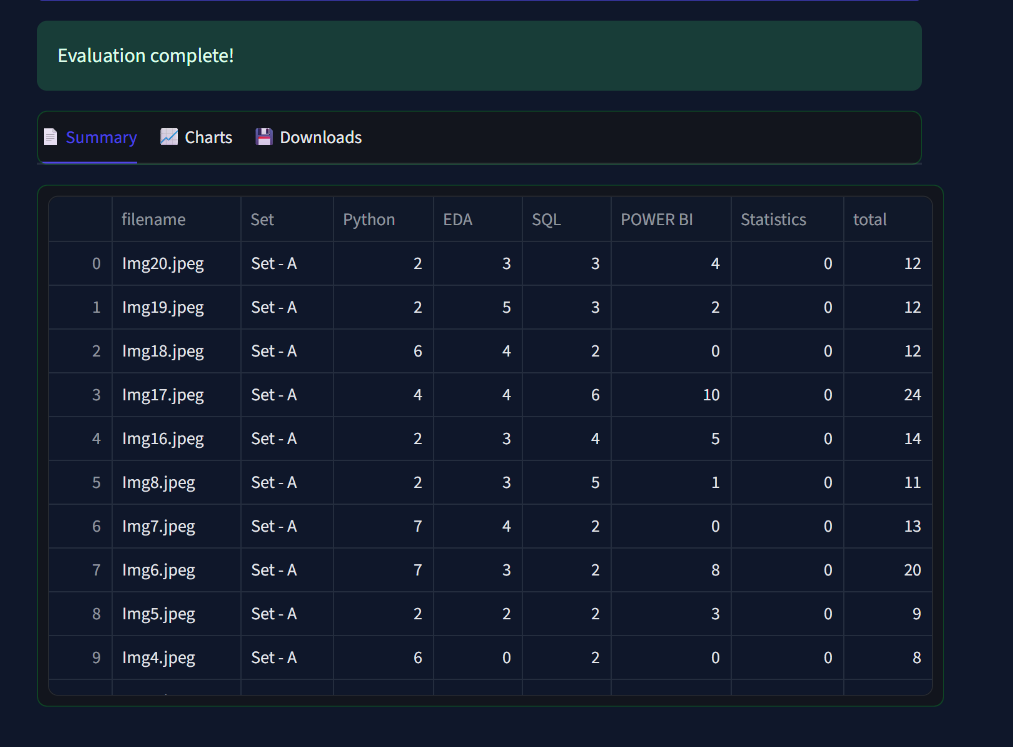 Evaluation complete!
Summary Charts Downloads
filename Set Python EDA SQL POWER BI Statistics total
0 Img20.jpeg Set - A 2 3 3 4 0 12
1 Img19.jpeg Set - A 2 5 3 2 0 12
2 Img18.jpeg Set - A 6 4 2 0 0 12
3 Img17.jpeg Set - A 4 4 6 10 0 24
4 Img16.jpeg Set - A 2 3 4 5 0 14
5 Img8.jpeg Set - A 2 3 5 1 0 11
6 Img7.jpeg Set - A 7 4 2 0 0 13
7 Img6.jpeg Set - A 7 3 2 8 0 20
8 Img5.jpeg Set - A 2 2 2 3 0 9
9 Img4.jpeg Set - A 6 0 2 0 0 8